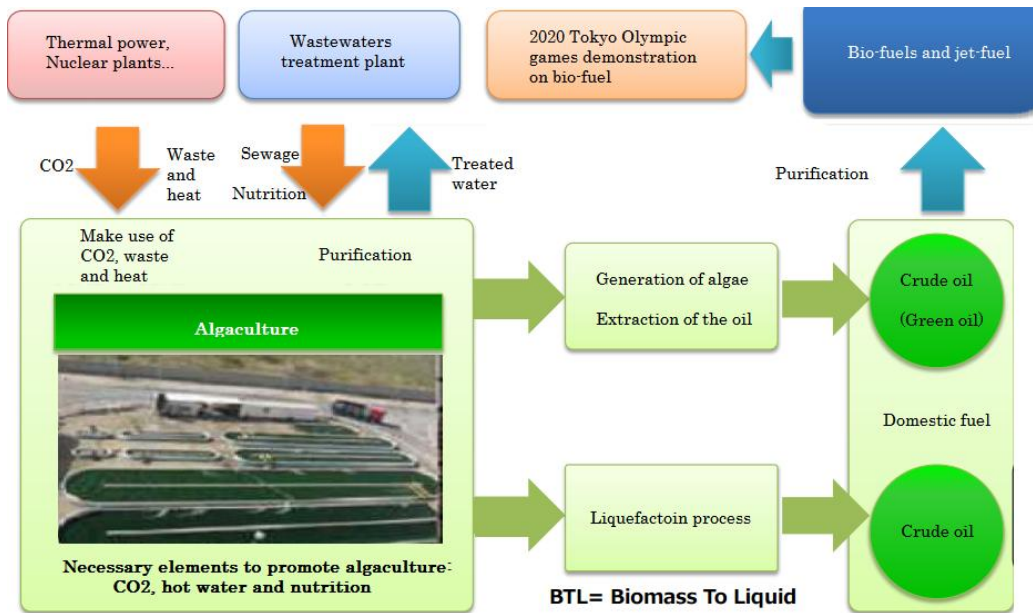 Thermal power,
Nuclear plants...
Wastewaters
treatment plant
2020 Tokyo Olympic
games demonstration
on bio-fuel
Bio-fuels and jet-fuel
CO2
Waste
and
heat
Sewage
Nutrition
Treated
water
Purification
Make use of
CO2, waste
and heat
Purification
Algaculture
Generation of algae
Extraction of the oil
Crude oil
(Green oil)
Domestic fuel
Liquefactoin process
Crude oil
Necessary elements to promote algaculture:
CO2, hot water and nutrition
BTL= Biomass To Liquid